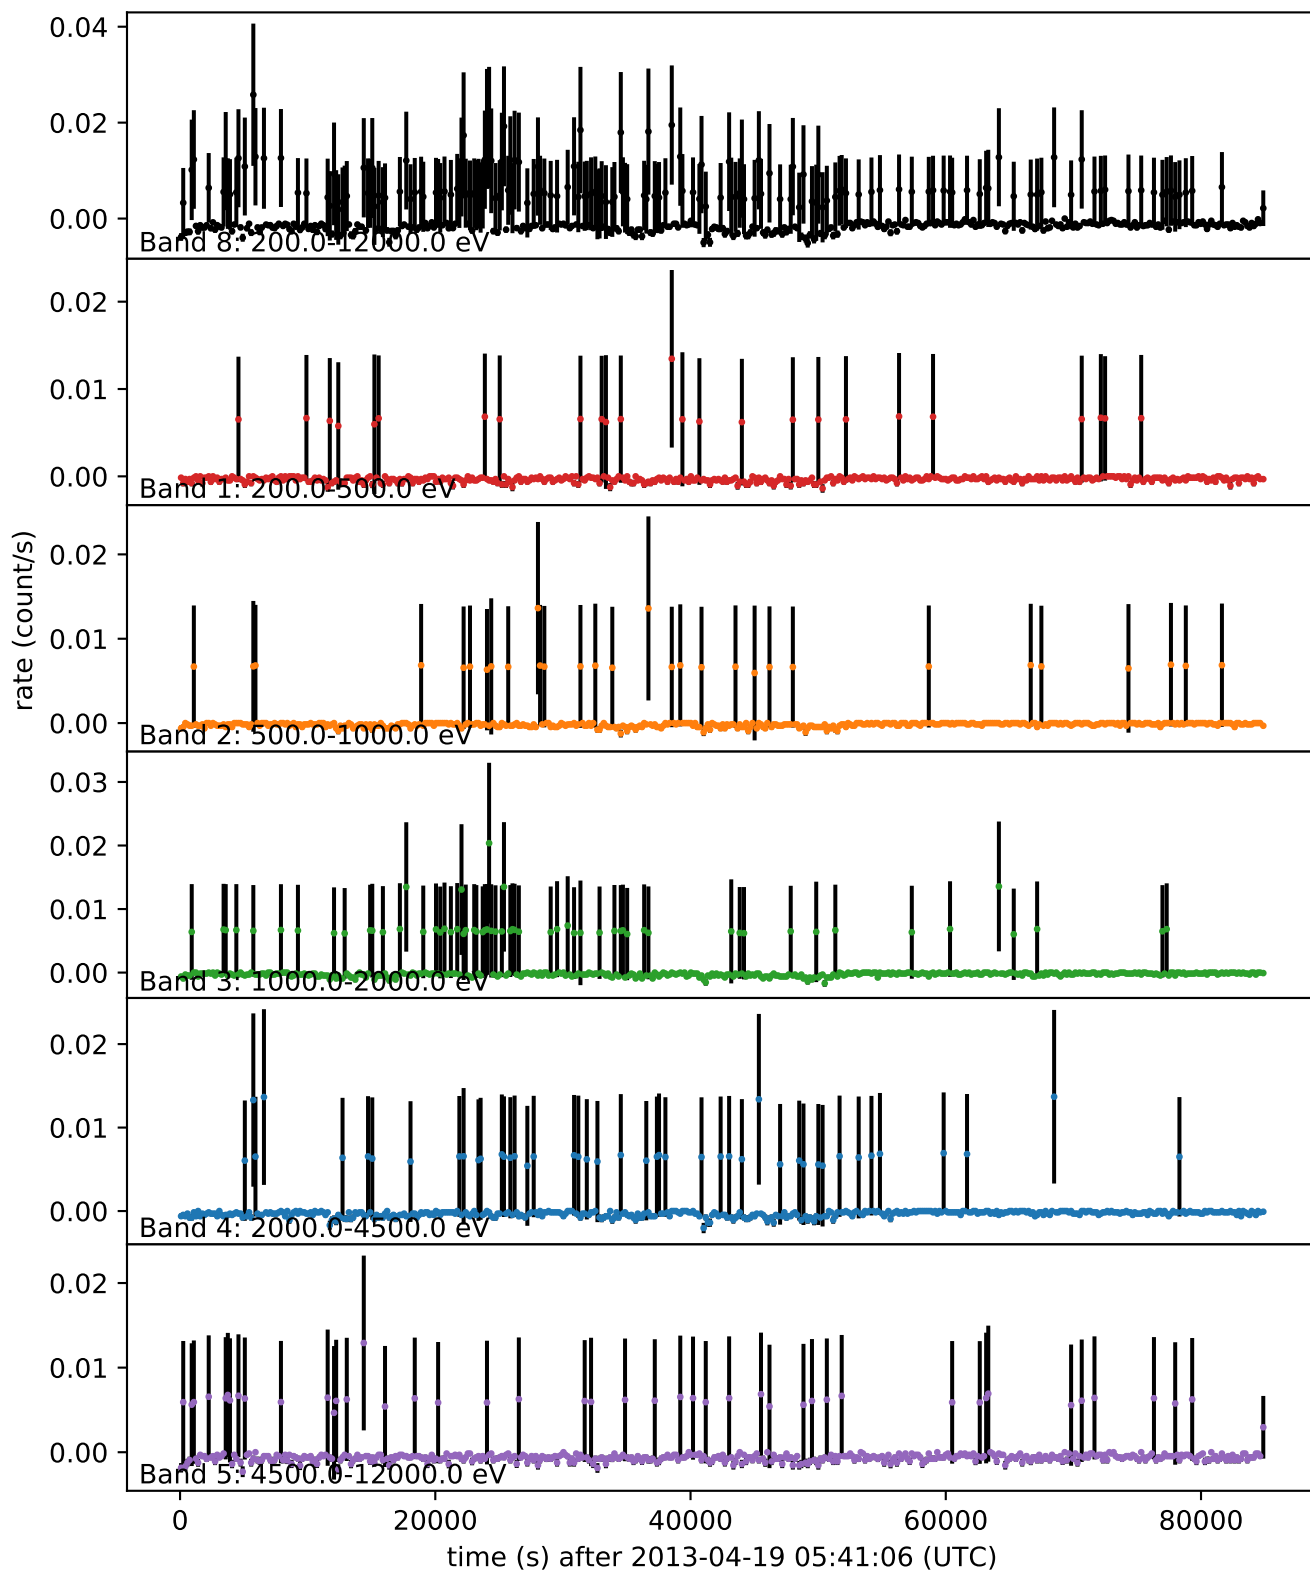 0.04
0.02
0.00
Band 8: 200.0-12000.0 eV
0.02
0.01
0.00
Band 1: 200.0-500.0 eV
rate (count/s)
0.02
0.01
0.00
Band 2: 500.0-1000.0 eV
0.03
0.02
0.01
0.00
Band 3: 1000.0-2000.0 eV
0.02
0.01
0.00
Band 4: 2000.0-4500.0 eV
0.02
0.01
0.00
Band 5: 4500.0-12000.0 eV
0 20000 40000 60000 80000
time (s) after 2013-04-19 05:41:06 (UTC)